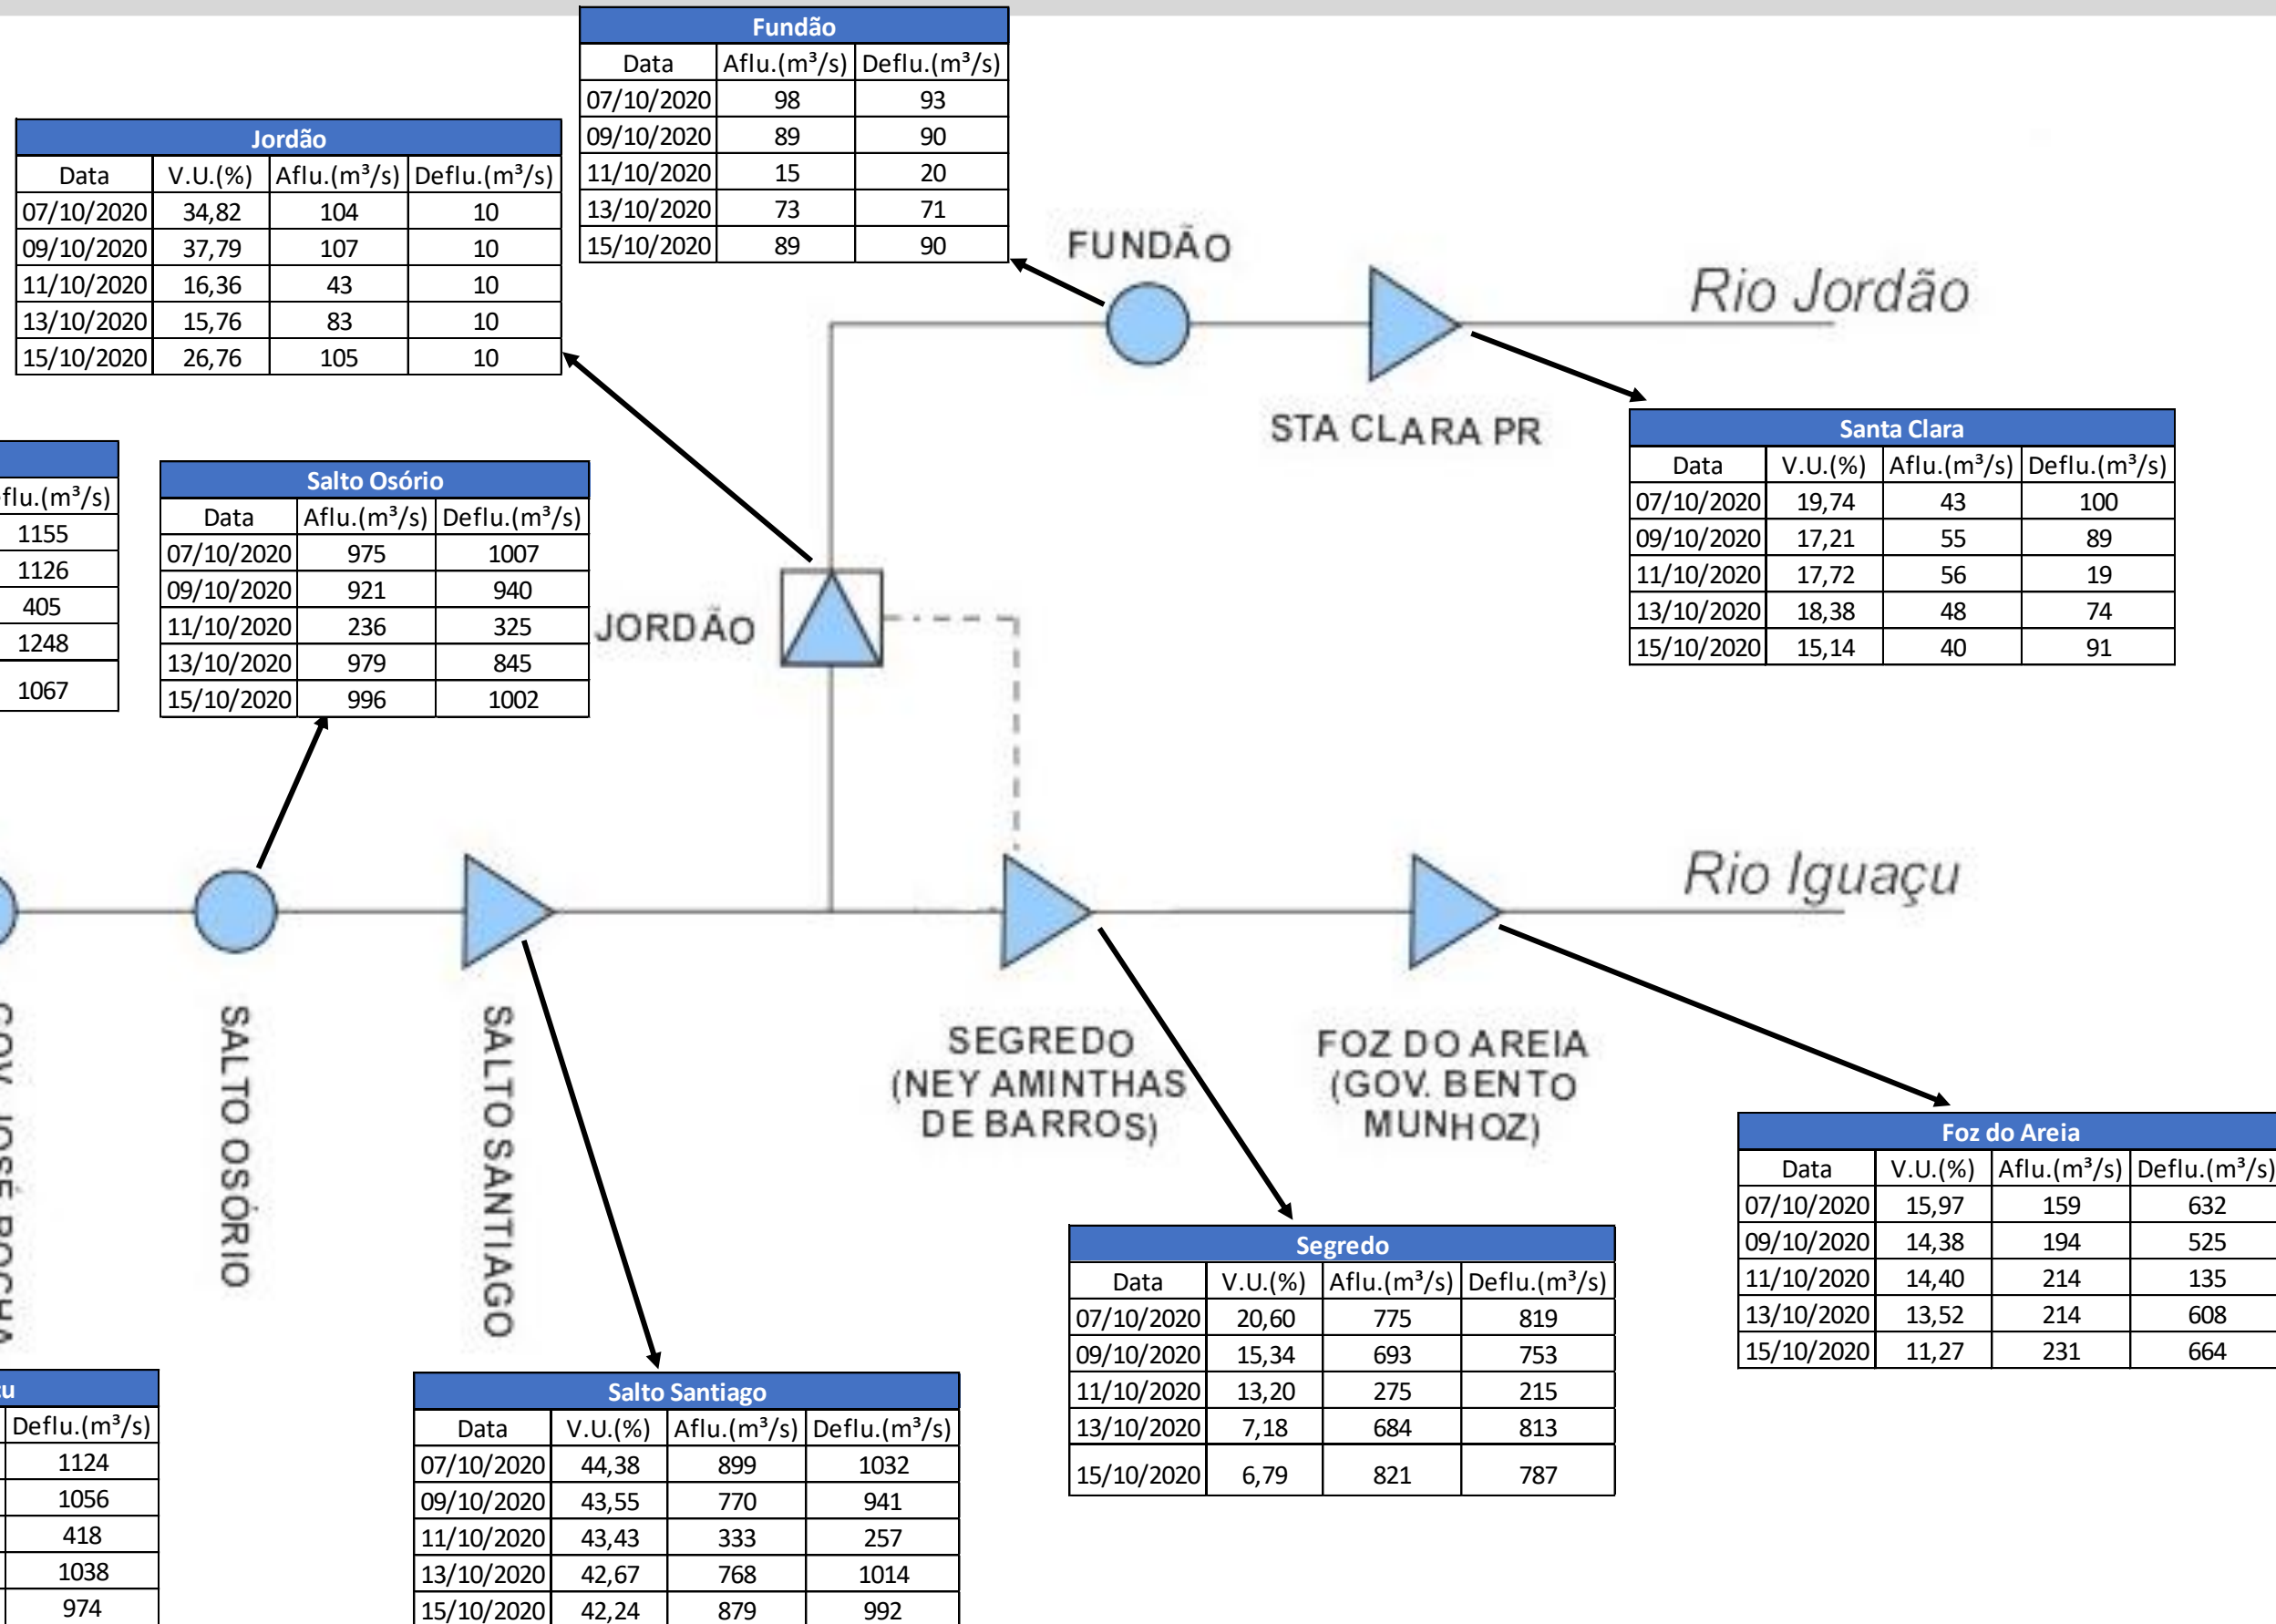 Fundão
Data Aflu.(m³/s) Deflu.(m³/s)
07/10/2020 98 93
09/10/2020 89 90
11/10/2020 15 20
13/10/2020 73 71
15/10/2020 89 90
Jordão
Data V.U.(%) Aflu.(m³/s) Deflu.(m³/s)
07/10/2020 34,82 104 10
09/10/2020 37,79 107 10
11/10/2020 16,36 43 10
13/10/2020 15,76 83 10
15/10/2020 26,76 105 10
FUNDÃO
Rio Jordão
STA CLARA PR
Santa Clara
Data V.U.(%) Aflu.(m³/s) Deflu.(m³/s)
07/10/2020 19,74 43 100
09/10/2020 17,21 55 89
11/10/2020 17,72 56 19
13/10/2020 18,38 48 74
15/10/2020 15,14 40 91
flu.(m³/s)
1155
1126
405
1248
1067
Salto Osório
Data Aflu.(m³/s) Deflu.(m³/s)
07/10/2020 975 1007
09/10/2020 921 940
11/10/2020 236 325
13/10/2020 979 845
15/10/2020 996 1002
JORDÃO
Rio Iguaçu
GOV. JOSÉ ROCHA
SALTO OSÓRIO
SALTO SANTIAGO
SEGREDO
(NEY AMINTHAS
DE BARROS)
FOZ DO AREIA
(GOV. BENTO
MUNHOZ)
Foz do Areia
Data V.U.(%) Aflu.(m³/s) Deflu.(m³/s)
07/10/2020 15,97 159 632
09/10/2020 14,38 194 525
11/10/2020 14,40 214 135
13/10/2020 13,52 214 608
15/10/2020 11,27 231 664
Segredo
Data V.U.(%) Aflu.(m³/s) Deflu.(m³/s)
07/10/2020 20,60 775 819
09/10/2020 15,34 693 753
11/10/2020 13,20 275 215
13/10/2020 7,18 684 813
15/10/2020 6,79 821 787
Deflu.(m³/s)
1124
1056
418
1038
974
Salto Santiago
Data V.U.(%) Aflu.(m³/s) Deflu.(m³/s)
07/10/2020 44,38 899 1032
09/10/2020 43,55 770 941
11/10/2020 43,43 333 257
13/10/2020 42,67 768 1014
15/10/2020 42,24 879 992